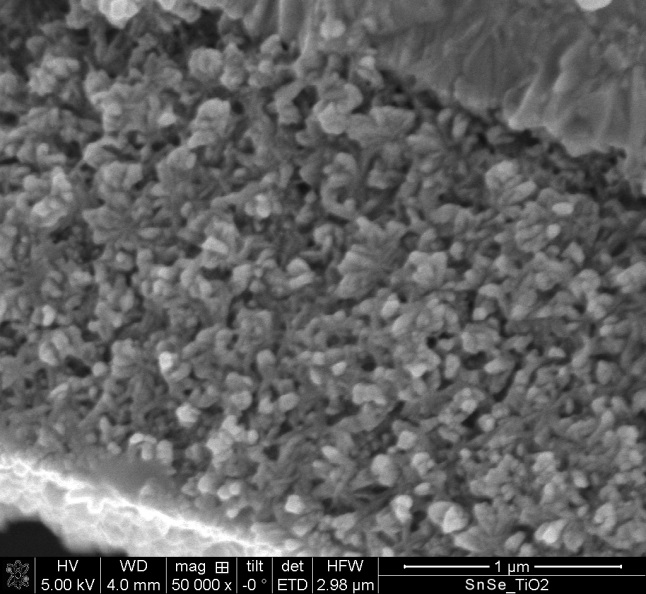 HV WD mag tilt det HFW 1 µm
5.00 kV 4.0 mm 50 000 x -0 ° ETD 2.98 µm SnSe_TiO2